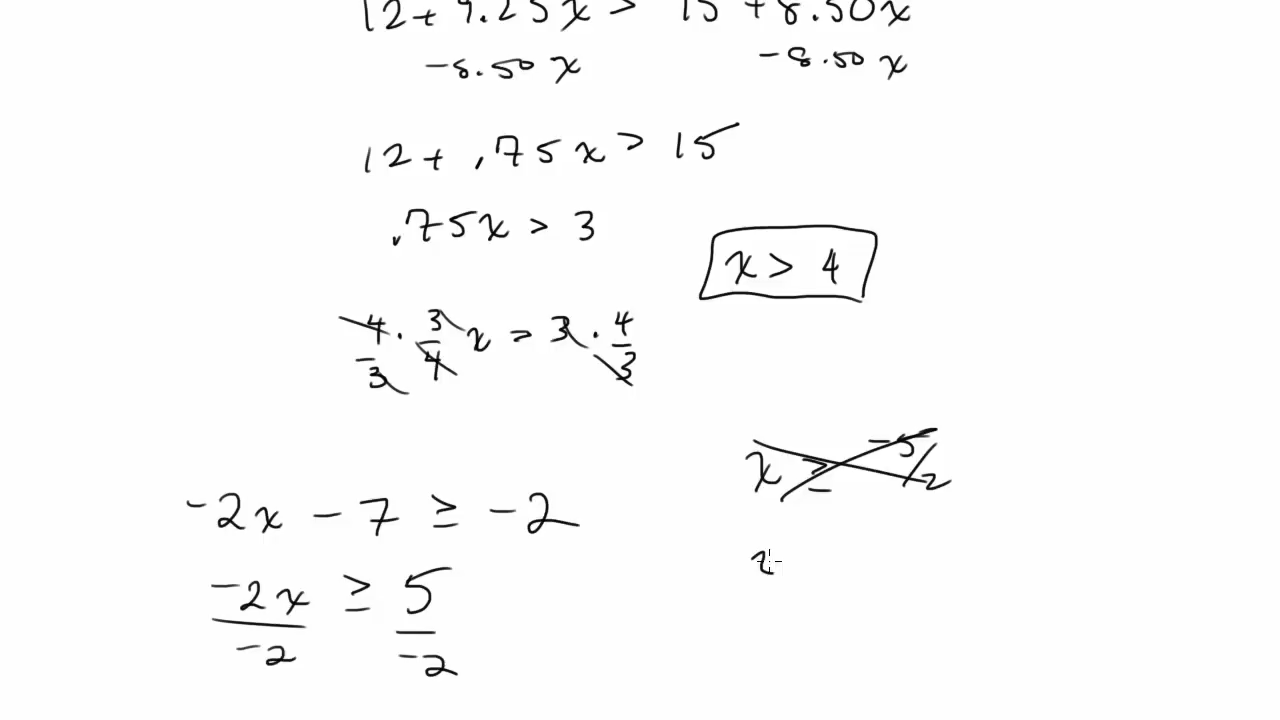 12 + 9.25x > 15 + 8.50x
-8.50x -8.50x
12 + .75x > 15
.75x > 3
x > 4
4/3 · 3/4 x = 3 · 4/3
x ≥ -5/2
-2x - 7 ≥ -2
x
-2x/-2 ≥ 5/-2